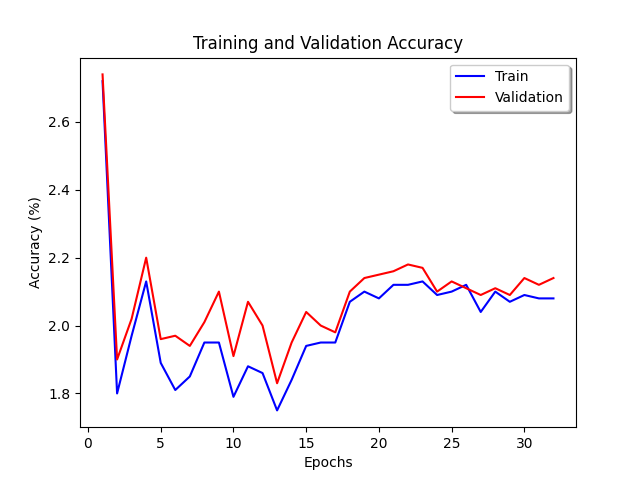 Training and Validation Accuracy
Train
Validation
2.6
2.4
2.2
2.0
1.8
Accuracy (%)
0 5 10 15 20 25 30
Epochs